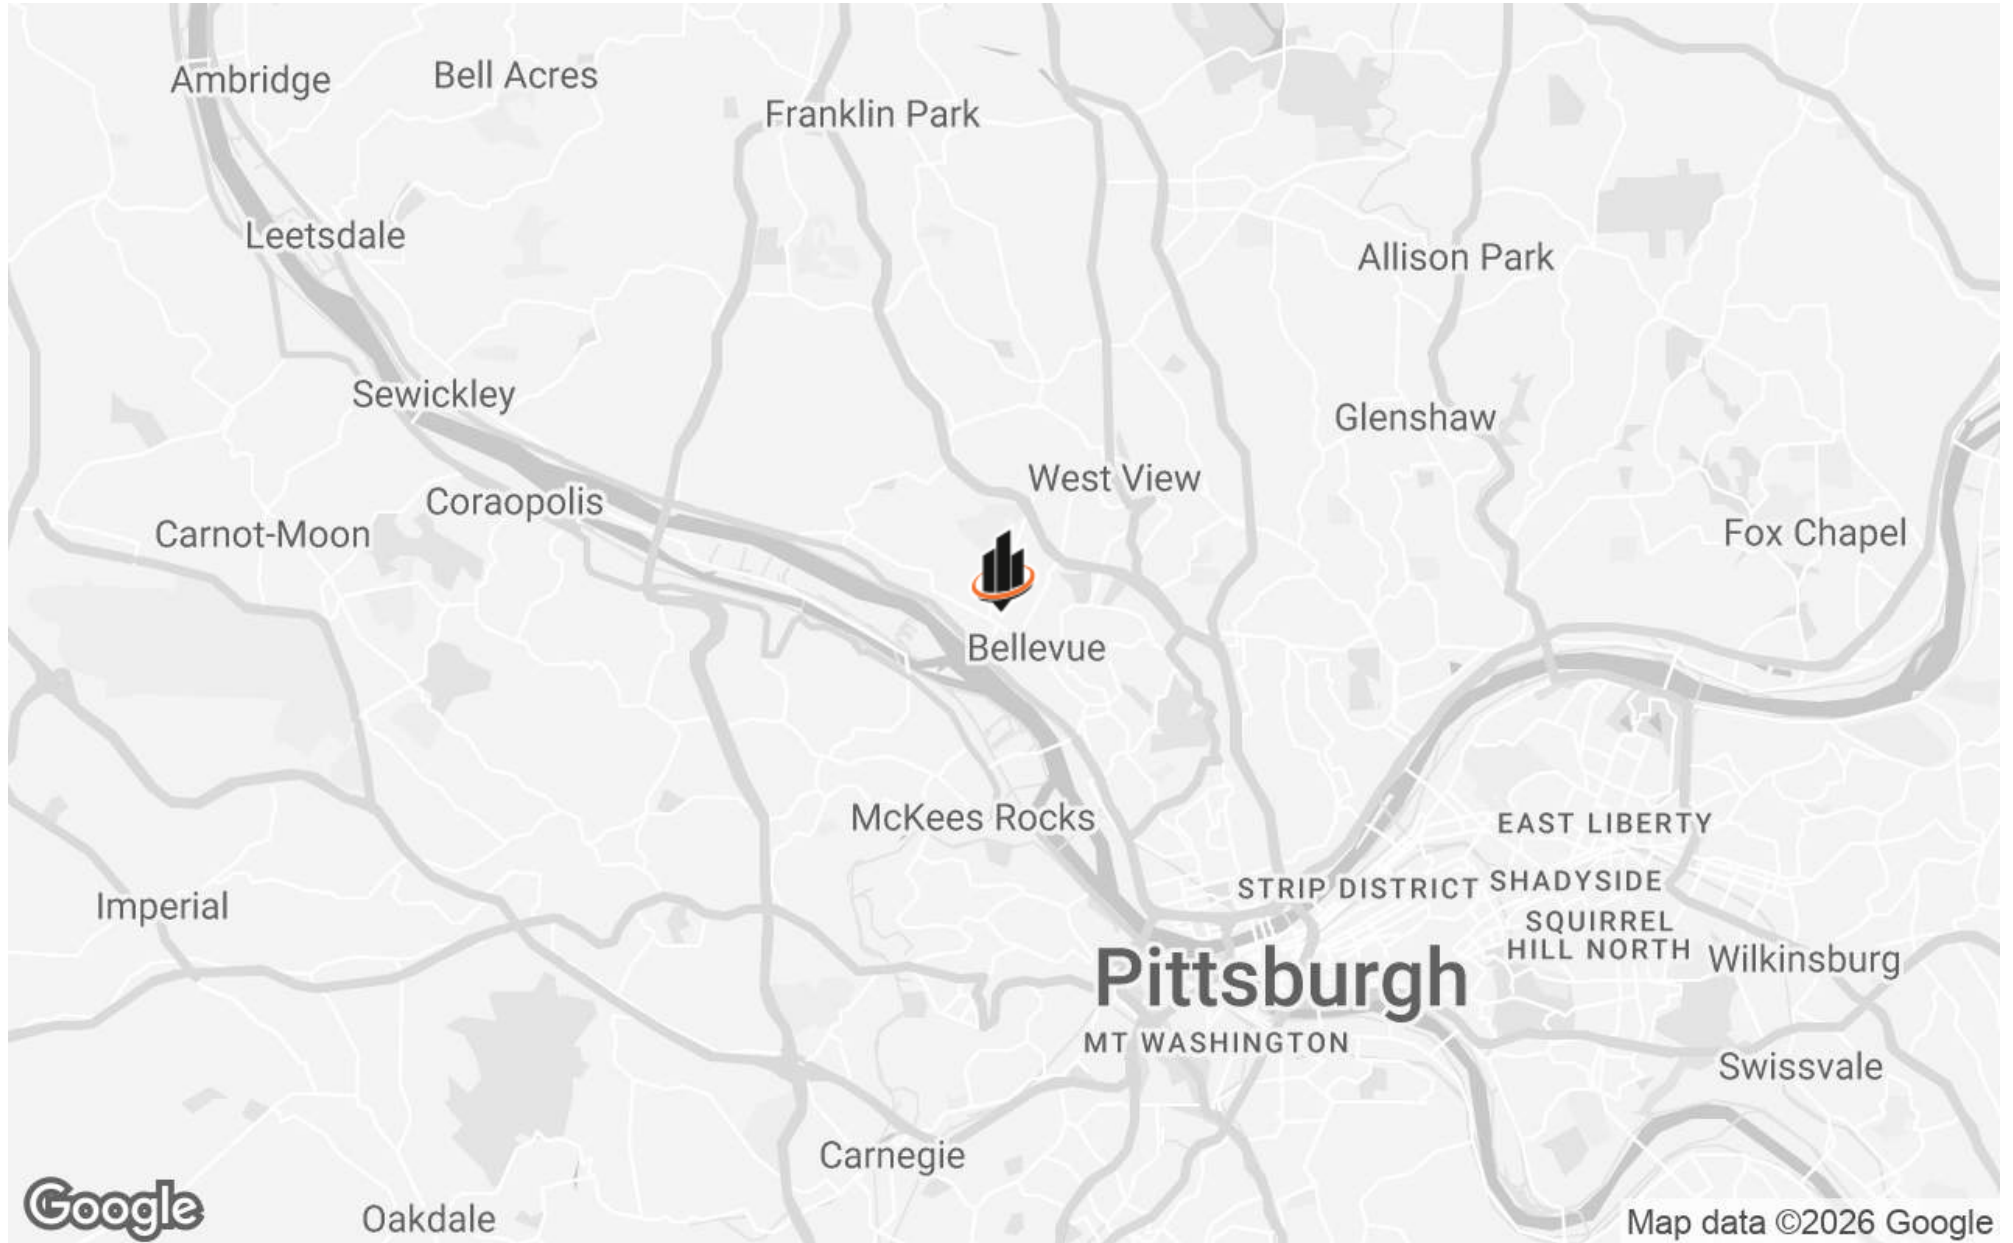 Bell Acres
Ambridge
Franklin Park
Leetsdale
Allison Park
Sewickley
Glenshaw
West View
Coraopolis
Carnot-Moon
Fox Chapel
Bellevue
McKees Rocks
EAST LIBERTY
STRIP DISTRICT
SHADYSIDE
Imperial
SQUIRREL
HILL NORTH
Wilkinsburg
Pittsburgh
MT WASHINGTON
Swissvale
Carnegie
Google
Oakdale
Map data ©2026 Google